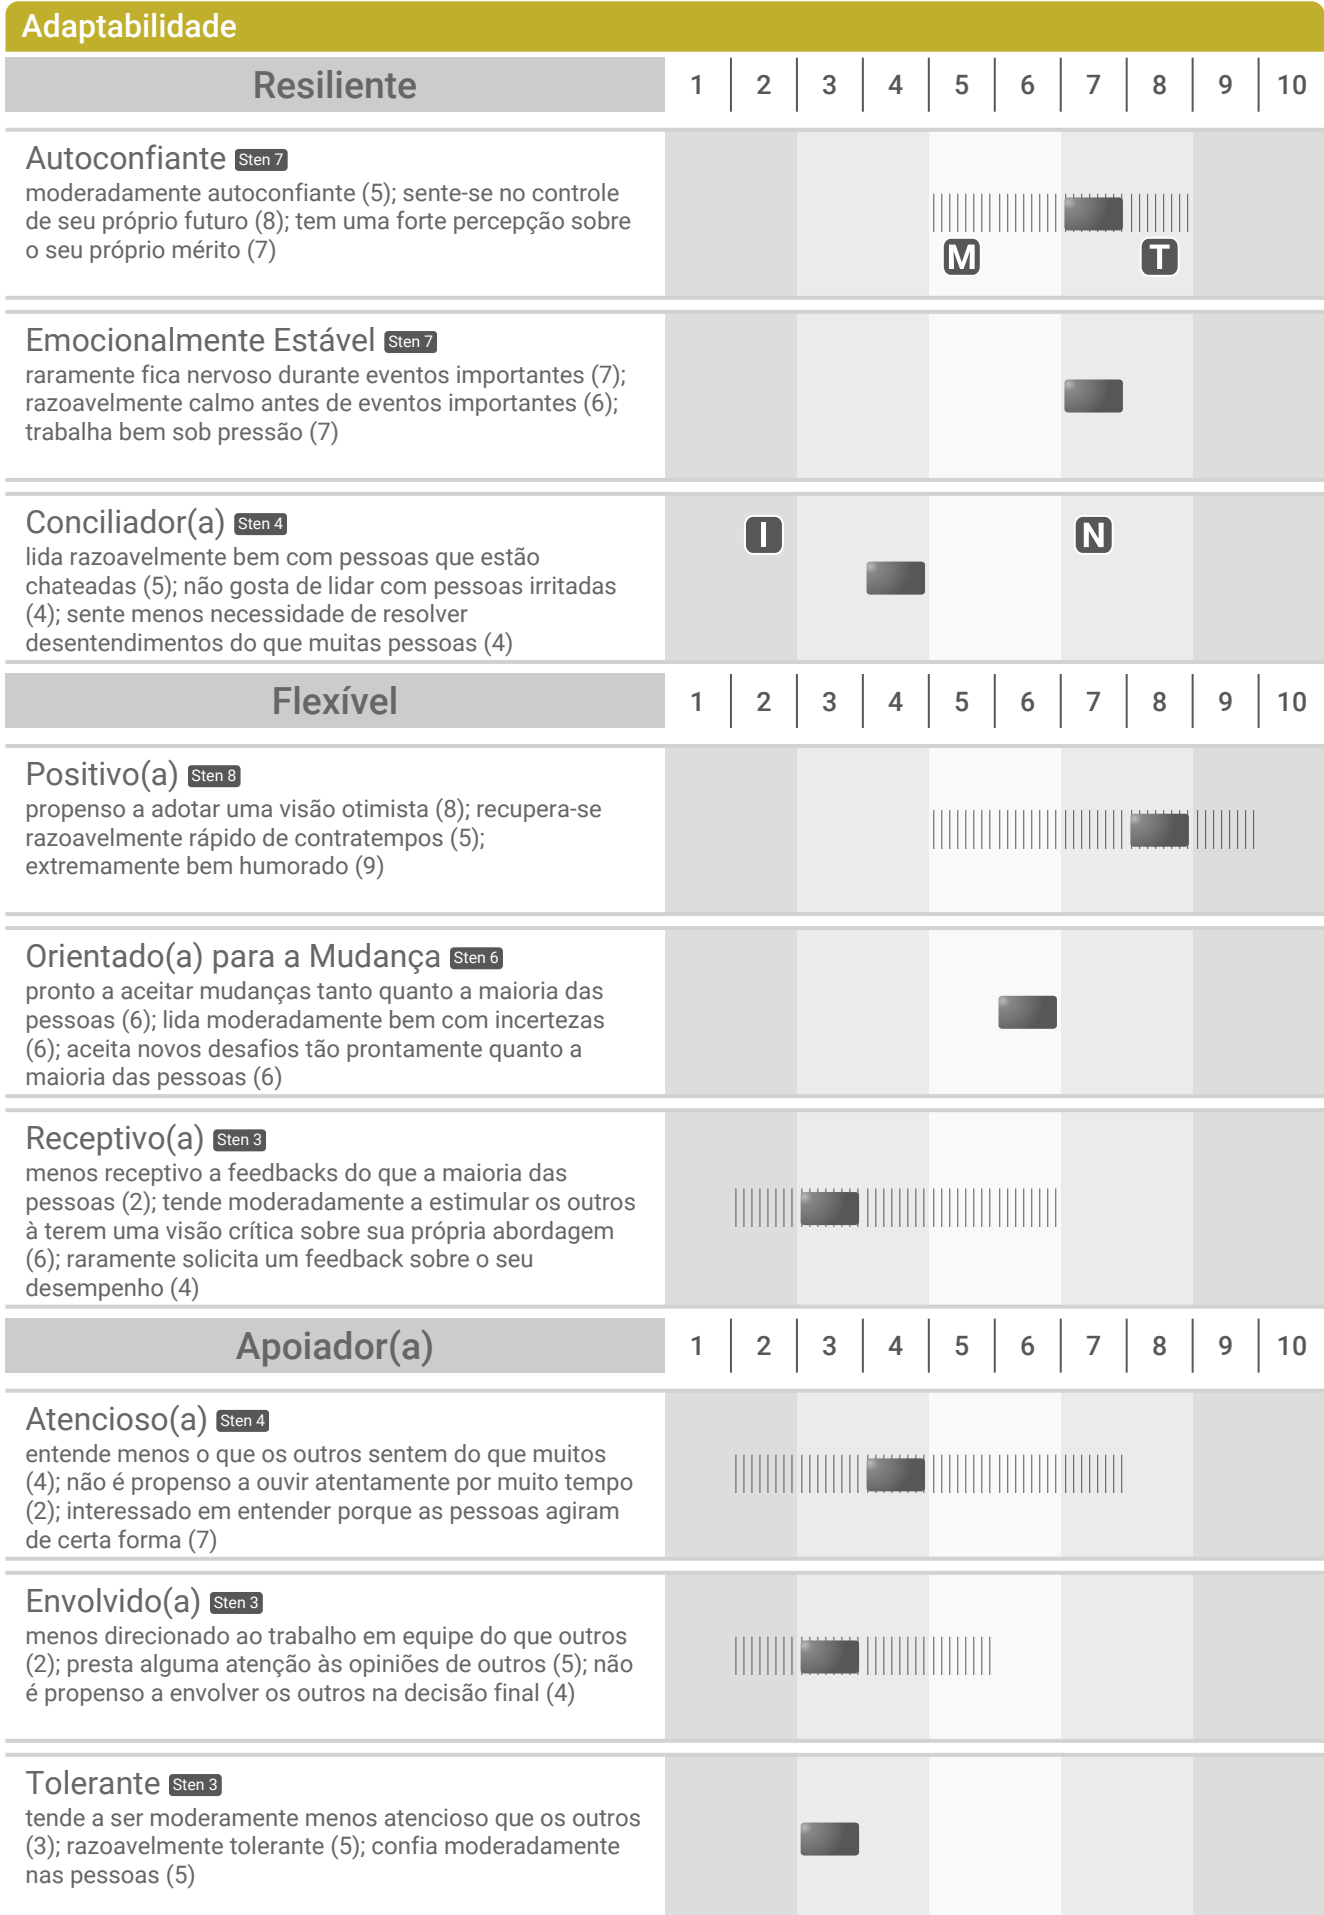 Adaptabilidade
Resiliente 1 2 3 4 5 6 7 8 9 10
Autoconfiante Sten 7
moderadamente autoconfiante (5); sente-se no controle
de seu próprio futuro (8); tem uma forte percepção sobre
o seu próprio mérito (7)
M T
Emocionalmente Estável Sten 7
raramente fica nervoso durante eventos importantes (7);
razoavelmente calmo antes de eventos importantes (6);
trabalha bem sob pressão (7)
Conciliador(a) Sten 4
I N
lida razoavelmente bem com pessoas que estão
chateadas (5); não gosta de lidar com pessoas irritadas
(4); sente menos necessidade de resolver
desentendimentos do que muitas pessoas (4)
Flexível 1 2 3 4 5 6 7 8 9 10
Positivo(a) Sten 8
propenso a adotar uma visão otimista (8); recupera-se
razoavelmente rápido de contratempos (5);
extremamente bem humorado (9)
Orientado(a) para a Mudança Sten 6
pronto a aceitar mudanças tanto quanto a maioria das
pessoas (6); lida moderadamente bem com incertezas
(6); aceita novos desafios tão prontamente quanto a
maioria das pessoas (6)
Receptivo(a) Sten 3
menos receptivo a feedbacks do que a maioria das
pessoas (2); tende moderadamente a estimular os outros
à terem uma visão crítica sobre sua própria abordagem
(6); raramente solicita um feedback sobre o seu
desempenho (4)
Apoiador(a) 1 2 3 4 5 6 7 8 9 10
Atencioso(a) Sten 4
entende menos o que os outros sentem do que muitos
(4); não é propenso a ouvir atentamente por muito tempo
(2); interessado em entender porque as pessoas agiram
de certa forma (7)
Envolvido(a) Sten 3
menos direcionado ao trabalho em equipe do que outros
(2); presta alguma atenção às opiniões de outros (5); não
é propenso a envolver os outros na decisão final (4)
Tolerante Sten 3
tende a ser moderamente menos atencioso que os outros
(3); razoavelmente tolerante (5); confia moderadamente
nas pessoas (5)